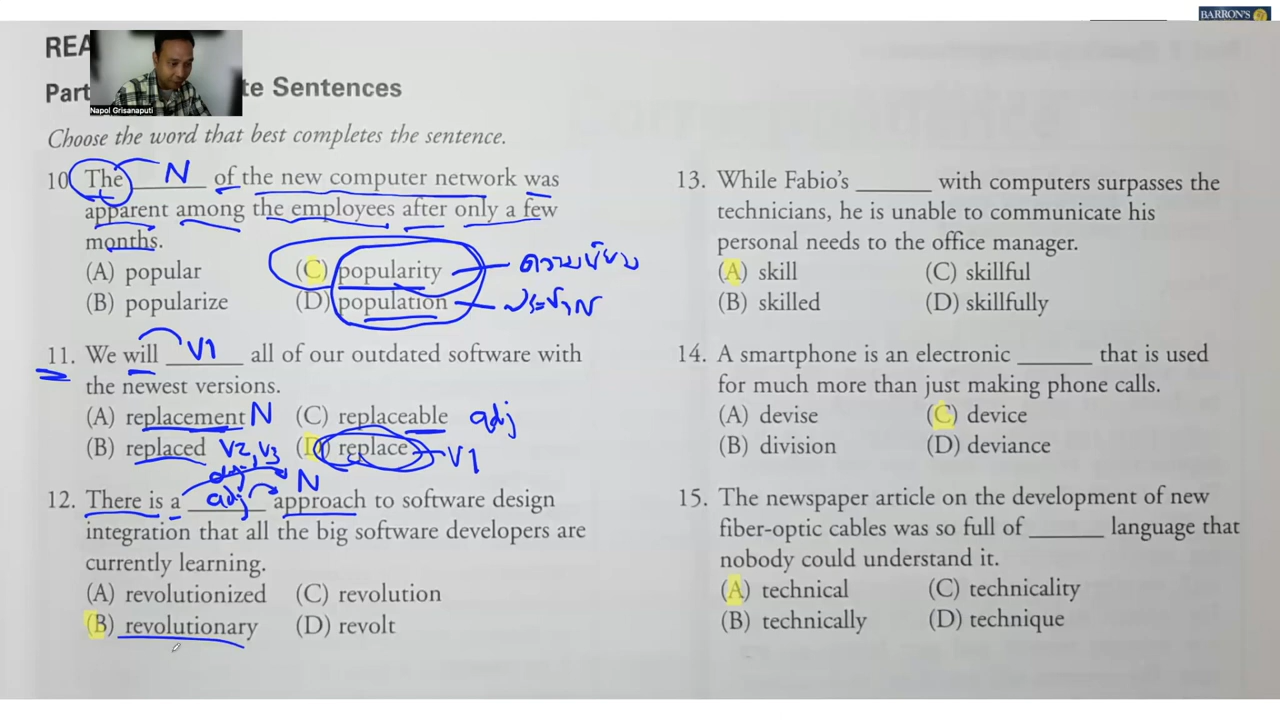 BARRON'S
REA
Part te Sentences
Napol Grisanaputi
Choose the word that best completes the sentence.
10 The ______ N of the new computer network was
apparent among the employees after only a few
months.
(A) popular (C) popularity ความนิยม
(B) popularize (D) population ประชากร
11. We will ______ V1 all of our outdated software with
the newest versions.
(A) replacement N (C) replaceable adj
(B) replaced V2, V3 (D) replace V1
12. There is a ______ adj approach N to software design
integration that all the big software developers are
currently learning.
(A) revolutionized (C) revolution
(B) revolutionary (D) revolt
13. While Fabio's ______ with computers surpasses the
technicians, he is unable to communicate his
personal needs to the office manager.
(A) skill (C) skillful
(B) skilled (D) skillfully
14. A smartphone is an electronic ______ that is used
for much more than just making phone calls.
(A) devise (C) device
(B) division (D) deviance
15. The newspaper article on the development of new
fiber-optic cables was so full of ______ language that
nobody could understand it.
(A) technical (C) technicality
(B) technically (D) technique